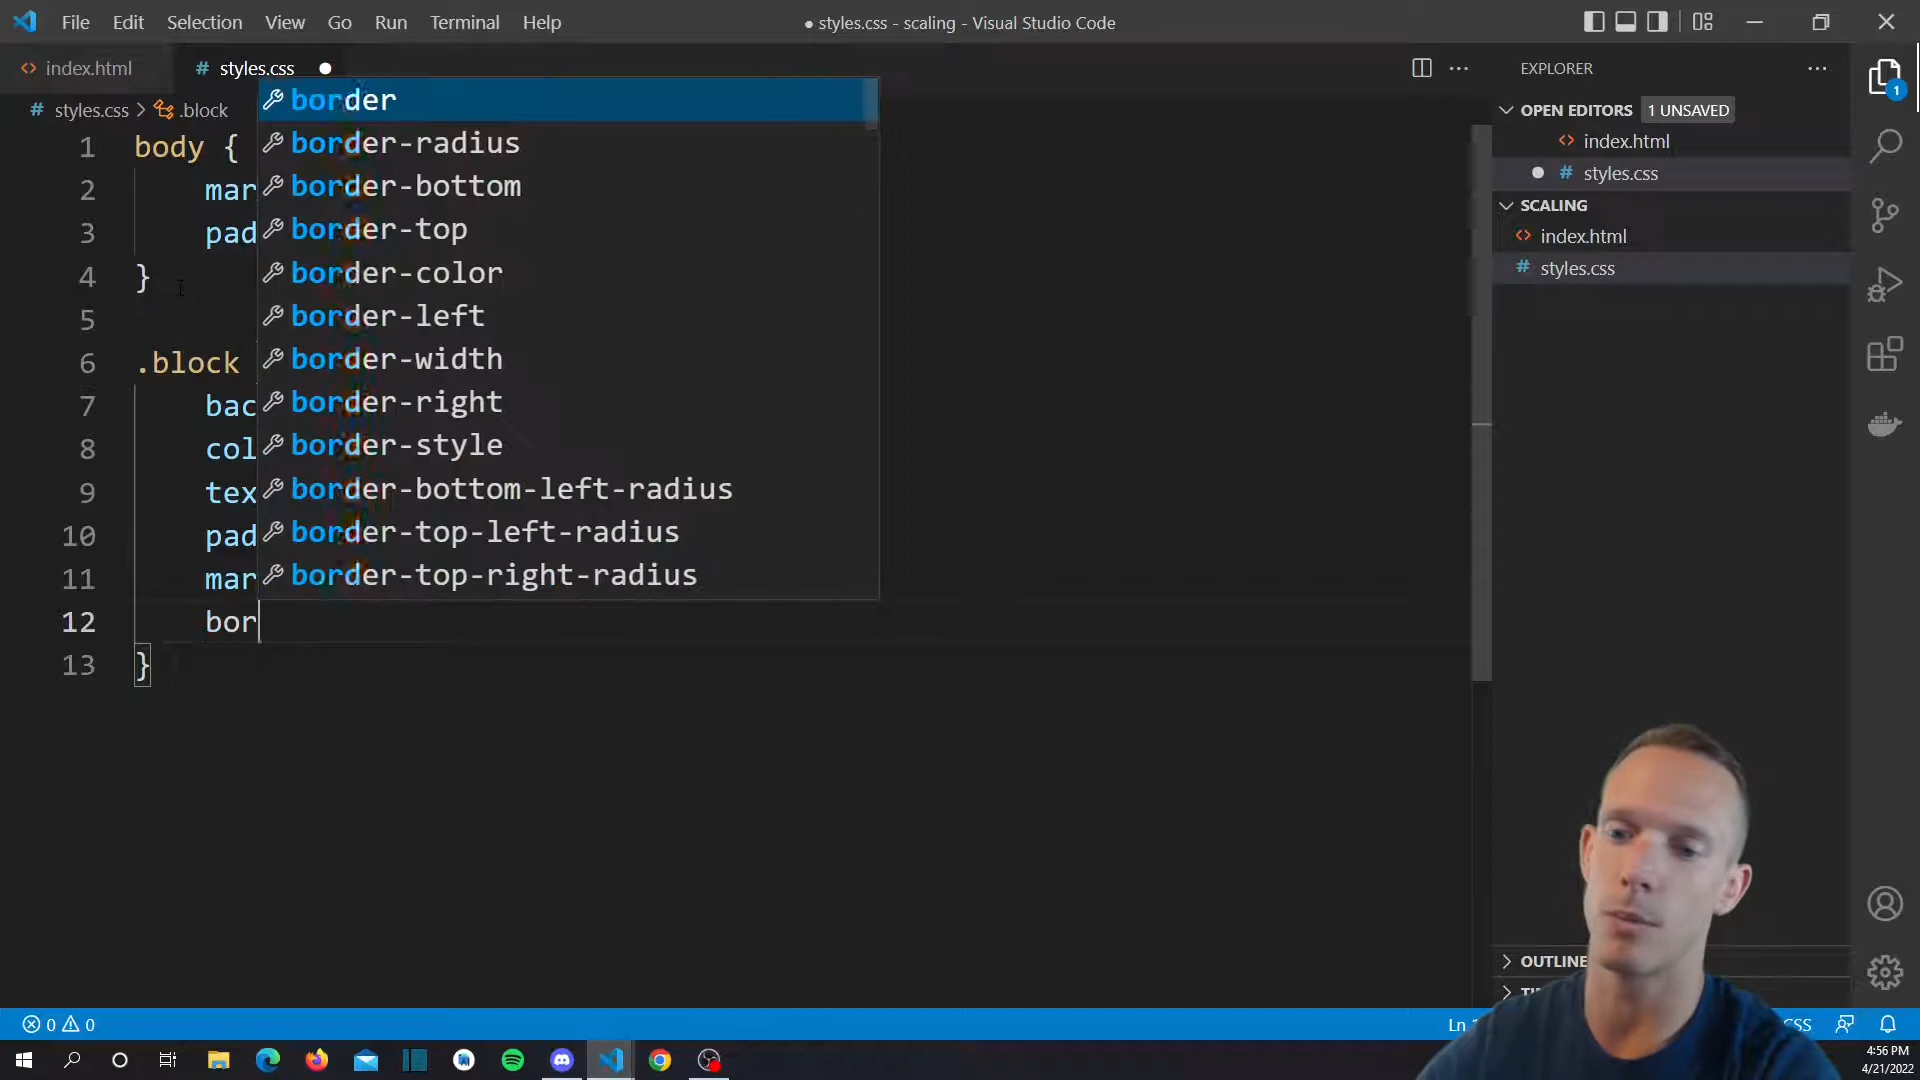 File Edit Selection View Go Run Terminal Help
● styles.css - scaling - Visual Studio Code
index.html
# styles.css
# styles.css > .block
1 body {
2 mar
3 pad
4 }
5
6 .block
7 bac
8 col
9 tex
10 pad
11 mar
12 bor
13 }
border
border-radius
border-bottom
border-top
border-color
border-left
border-width
border-right
border-style
border-bottom-left-radius
border-top-left-radius
border-top-right-radius
EXPLORER
OPEN EDITORS 1 UNSAVED
index.html
# styles.css
SCALING
index.html
# styles.css
OUTLINE
1
0 0
Ln
CSS
4:56 PM
4/21/2022